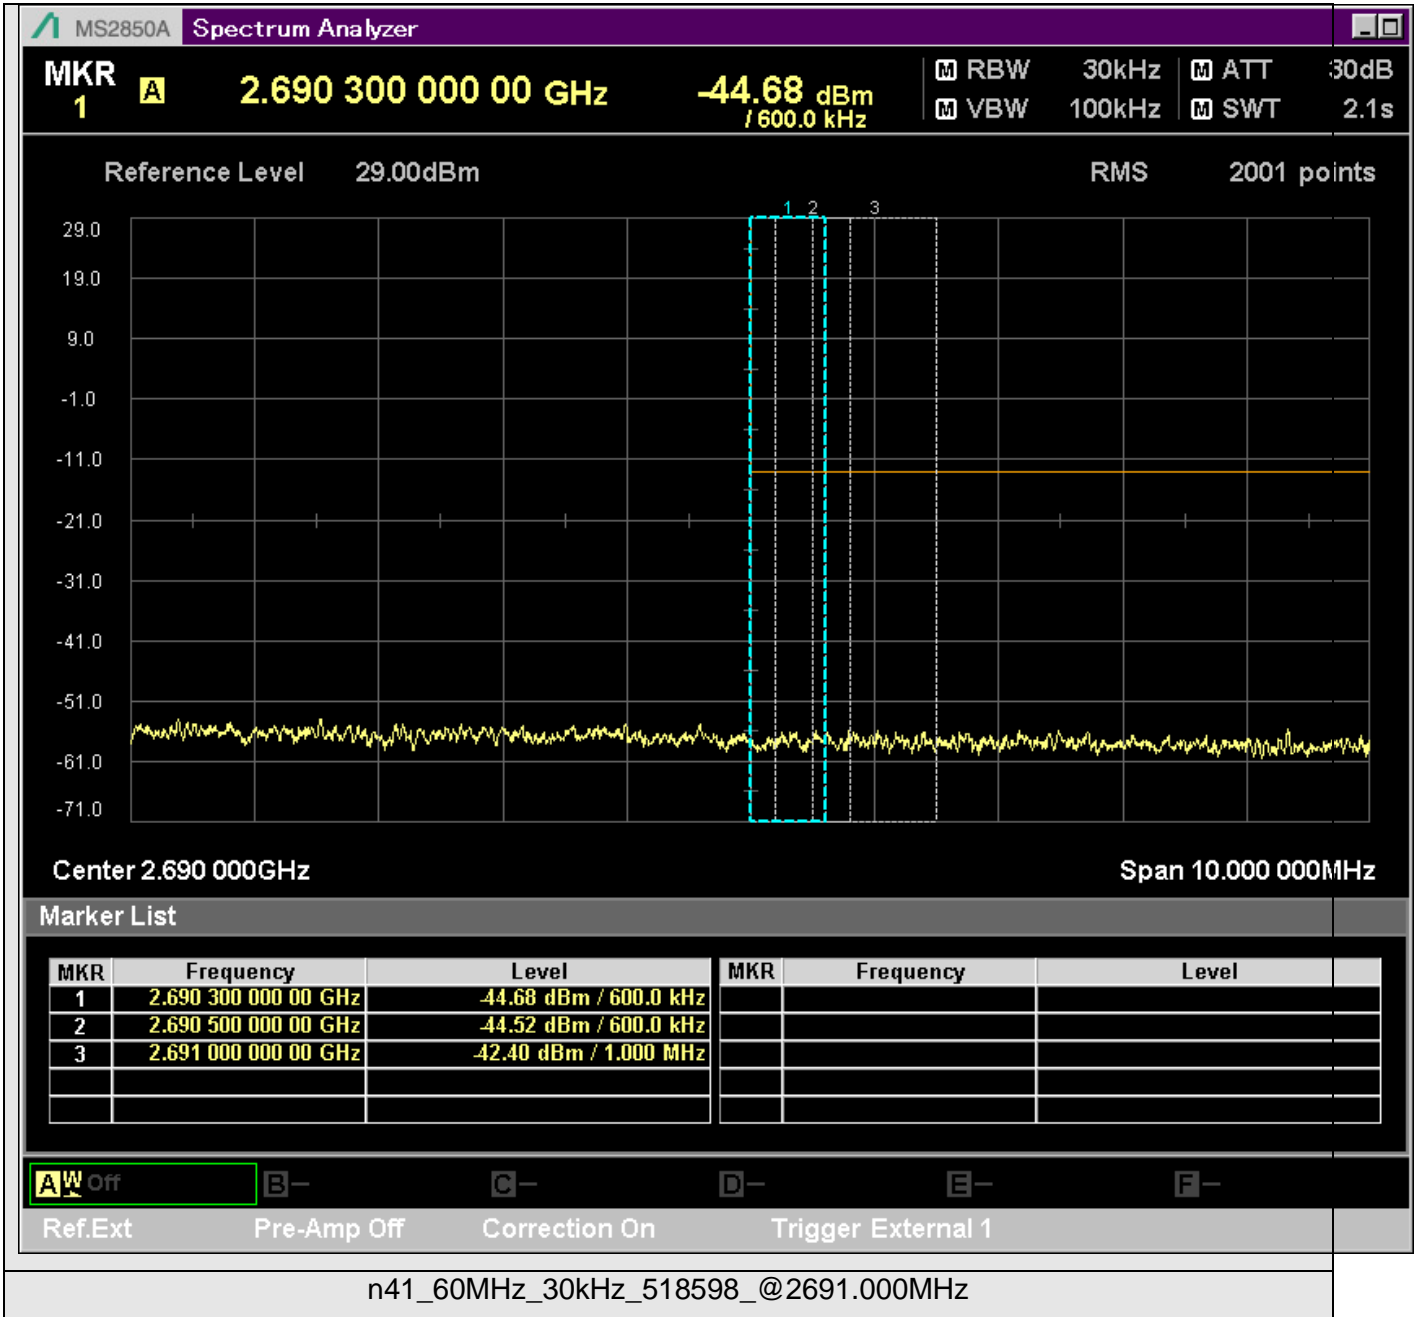 MS2850A Spectrum Analyzer
MKR 1 A 2.690 300 000 00 GHz -44.68 dBm / 600.0 kHz
M RBW 30kHz M ATT 30dB
M VBW 100kHz M SWT 2.1s
Reference Level 29.00dBm RMS 2001 points
1 2 3
29.0
19.0
9.0
-1.0
-11.0
-21.0
-31.0
-41.0
-51.0
-61.0
-71.0
Center 2.690 000GHz Span 10.000 000MHz
Marker List
MKR Frequency Level MKR Frequency Level
1 2.690 300 000 00 GHz -44.68 dBm / 600.0 kHz
2 2.690 500 000 00 GHz -44.52 dBm / 600.0 kHz
3 2.691 000 000 00 GHz -42.40 dBm / 1.000 MHz
A W Off B- C- D- E- F-
Ref.Ext Pre-Amp Off Correction On Trigger External 1
n41_60MHz_30kHz_518598_@2691.000MHz